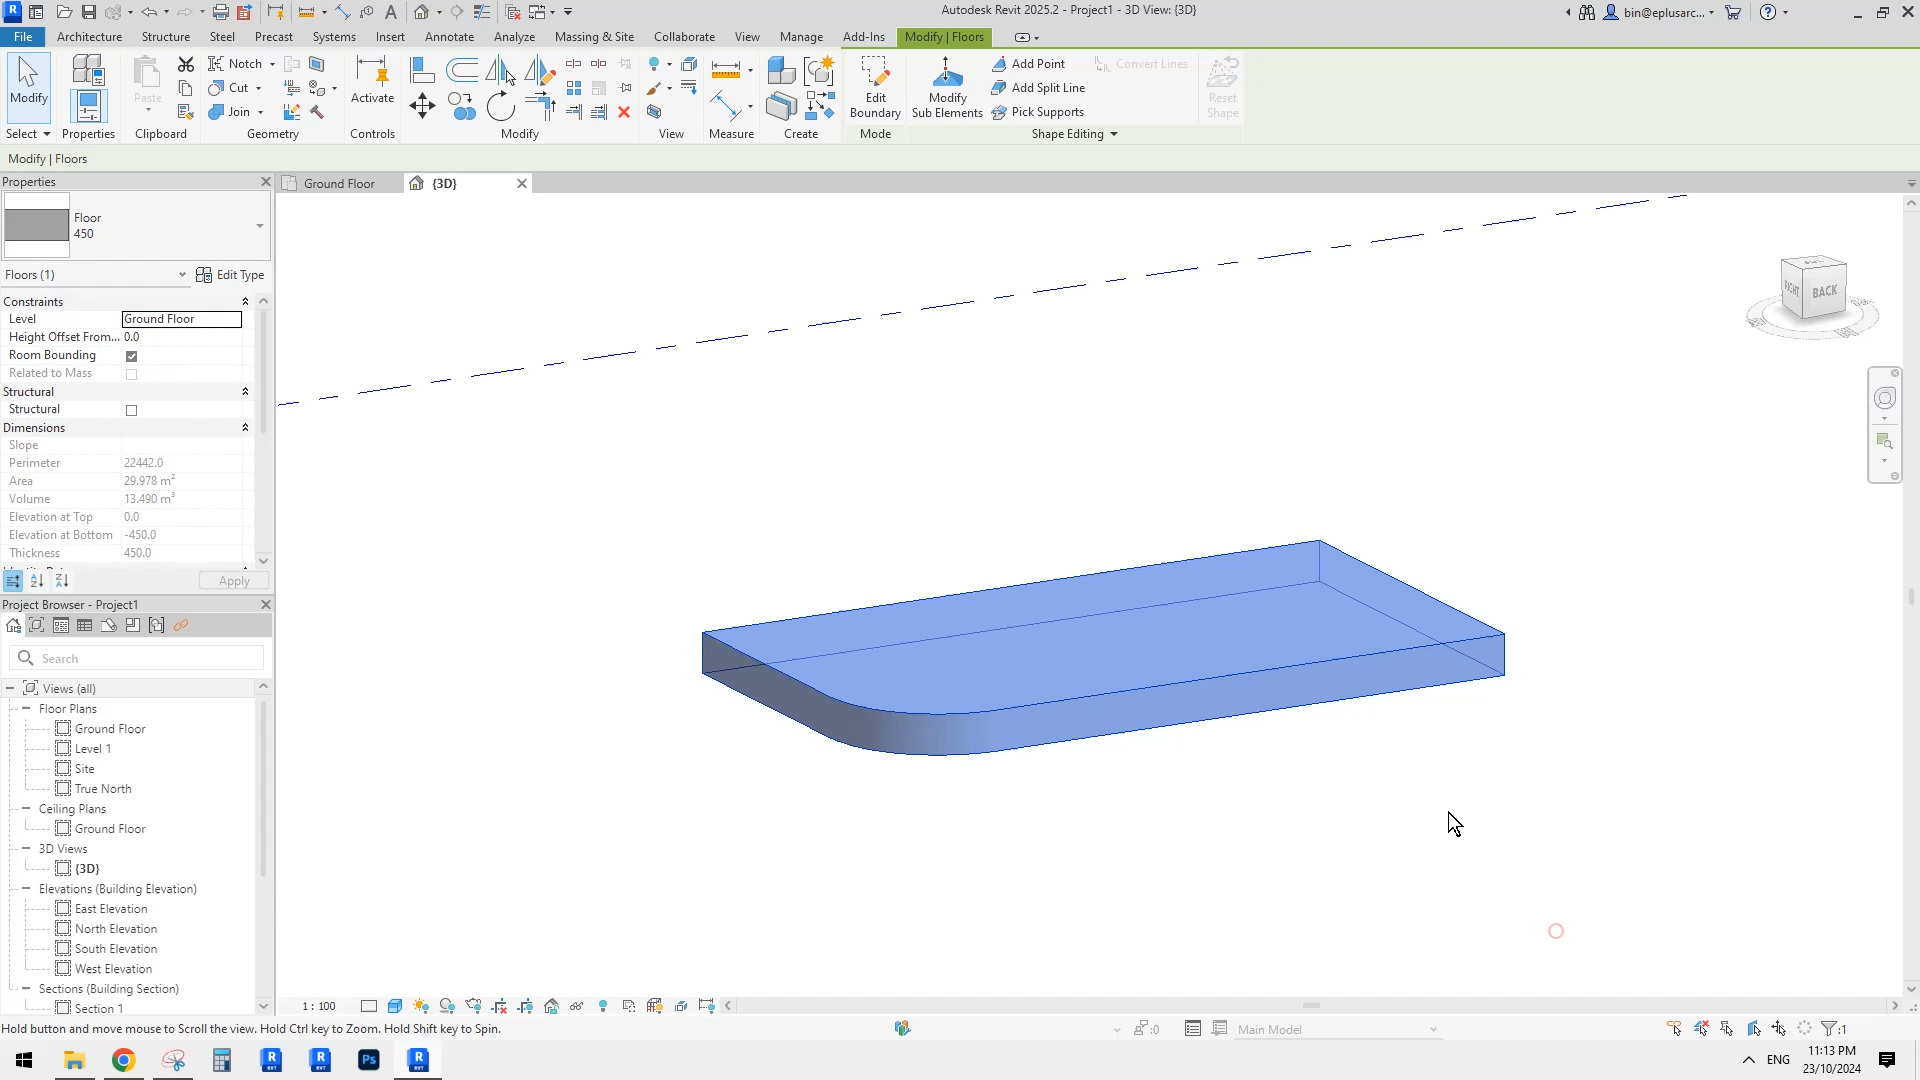 Autodesk Revit 2025.2 - Project1 - 3D View: {3D}
bin@eplusarc...
File Architecture Structure Steel Precast Systems Insert Annotate Analyze Massing & Site Collaborate View Manage Add-Ins Modify | Floors
Modify
Paste
Notch
Cut
Join
Activate
Edit Boundary
Modify Sub Elements
Add Point
Add Split Line
Pick Supports
Convert Lines
Reset Shape
Select Properties Clipboard Geometry Controls Modify View Measure Create Mode Shape Editing
Modify | Floors
Properties
Ground Floor
{3D}
Floor
450
Floors (1)
Edit Type
Constraints
Level Ground Floor
Height Offset From... 0.0
Room Bounding
Related to Mass
Structural
Structural
Dimensions
Slope
Perimeter 22442.0
Area 29.978 m²
Volume 13.490 m³
Elevation at Top 0.0
Elevation at Bottom -450.0
Thickness 450.0
Apply
RIGHT
BACK
Project Browser - Project1
Search
Views (all)
Floor Plans
Ground Floor
Level 1
Site
True North
Ceiling Plans
Ground Floor
3D Views
{3D}
Elevations (Building Elevation)
East Elevation
North Elevation
South Elevation
West Elevation
Sections (Building Section)
Section 1
1 : 100
Hold button and move mouse to Scroll the view. Hold Ctrl key to Zoom. Hold Shift key to Spin.
:0
Main Model
:1
ENG
11:13 PM
23/10/2024